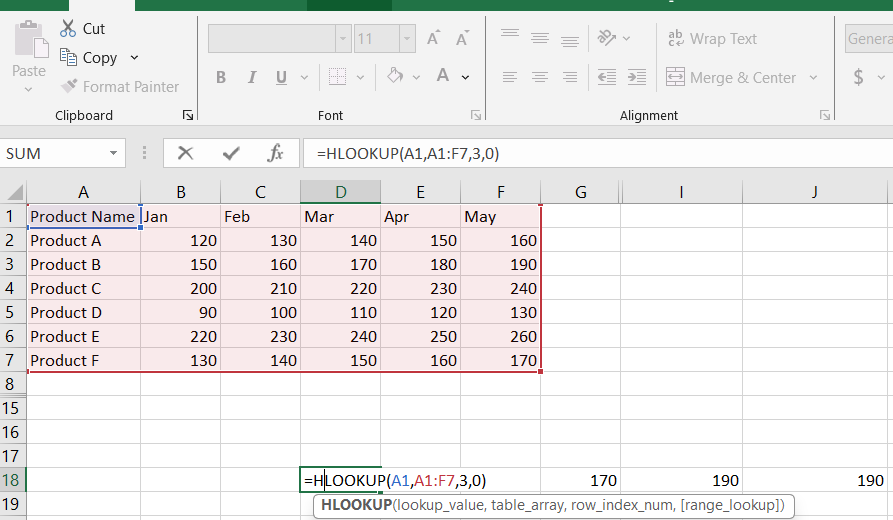 Cut
Copy
Paste
Format Painter
Clipboard
11 A A
B I U A
Font
ab Wrap Text
Merge & Center
Alignment
Genera
$
SUM fx =HLOOKUP(A1,A1:F7,3,0)
A B C D E F G I J
1 Product Name Jan Feb Mar Apr May
2 Product A 120 130 140 150 160
3 Product B 150 160 170 180 190
4 Product C 200 210 220 230 240
5 Product D 90 100 110 120 130
6 Product E 220 230 240 250 260
7 Product F 130 140 150 160 170
8
15
16
17
18 =HLOOKUP(A1,A1:F7,3,0) 170 190 190
19 HLOOKUP(lookup_value, table_array, row_index_num, [range_lookup])